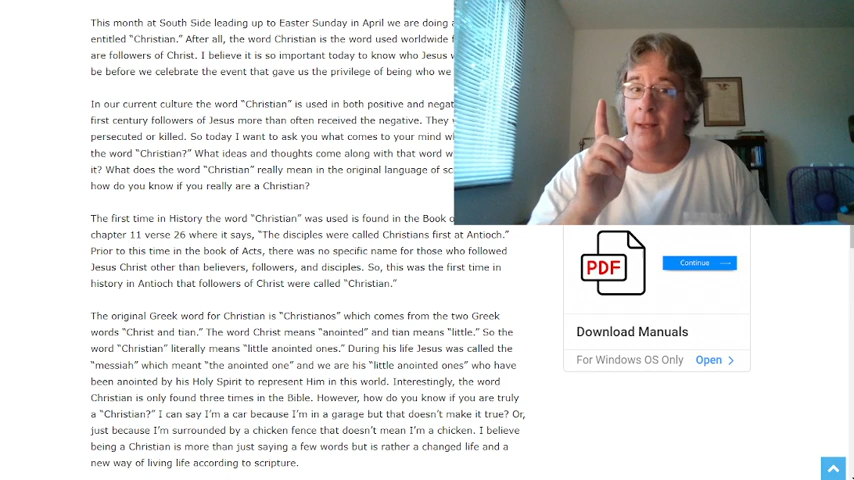 This month at South Side leading up to Easter Sunday in April we are doing
entitled "Christian." After all, the word Christian is the word used worldwide
are followers of Christ. I believe it is so important today to know who Jesus
be before we celebrate the event that gave us the privilege of being who we
In our current culture the word "Christian" is used in both positive and
first century followers of Jesus more than often received the negative. They
persecuted or killed. So today I want to ask you what comes to your mind
the word "Christian?" What ideas and thoughts come along with that word
it? What does the word "Christian" really mean in the original language of
how do you know if you really are a Christian?
The first time in History the word "Christian" was used is found in the Book
chapter 11 verse 26 where it says, "The disciples were called Christians first at Antioch."
Prior to this time in the book of Acts, there was no specific name for those who followed
Jesus Christ other than believers, followers, and disciples. So, this was the first time in
history in Antioch that followers of Christ were called "Christian."
The original Greek word for Christian is "Christianos" which comes from the two Greek
words "Christ and tian." The word Christ means "anointed" and tian means "little." So the
word "Christian" literally means "little anointed ones." During his life Jesus was called the
"messiah" which meant "the anointed one" and we are his "little anointed ones" who have
been anointed by his Holy Spirit to represent Him in this world. Interestingly, the word
Christian is only found three times in the Bible. However, how do you know if you are truly
a "Christian?" I can say I'm a car because I'm in a garage but that doesn't make it true? Or,
just because I'm surrounded by a chicken fence that doesn't mean I'm a chicken. I believe
being a Christian is more than just saying a few words but is rather a changed life and a
new way of living life according to scripture.
PDF
Continue
Download Manuals
For Windows OS Only Open